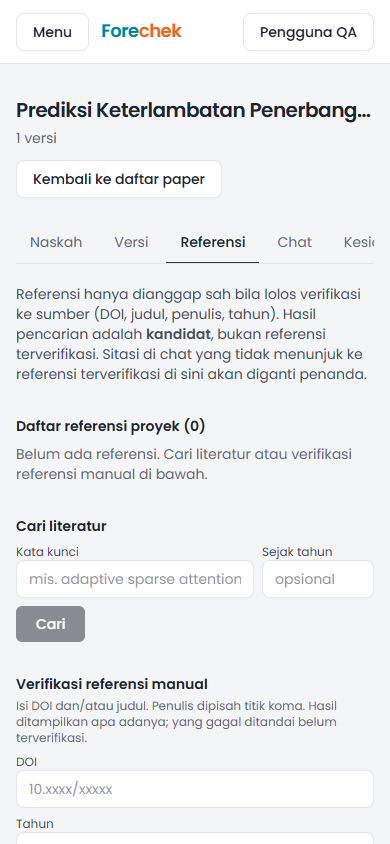 Menu
Forechek
Pengguna QA
Prediksi Keterlambatan Penerbang...
1 versi
Kembali ke daftar paper
Naskah
Versi
Referensi
Chat
Kesic
Referensi hanya dianggap sah bila lolos verifikasi
ke sumber (DOI, judul, penulis, tahun). Hasil
pencarian adalah kandidat, bukan referensi
terverifikasi. Sitasi di chat yang tidak menunjuk ke
referensi terverifikasi di sini akan diganti penanda.
Daftar referensi proyek (0)
Belum ada referensi. Cari literatur atau verifikasi
referensi manual di bawah.
Cari literatur
Kata kunci
Sejak tahun
mis. adaptive sparse attention
opsional
Cari
Verifikasi referensi manual
Isi DOI dan/atau judul. Penulis dipisah titik koma. Hasil
ditampilkan apa adanya; yang gagal ditandai belum
terverifikasi.
DOI
10.xxxx/xxxxx
Tahun